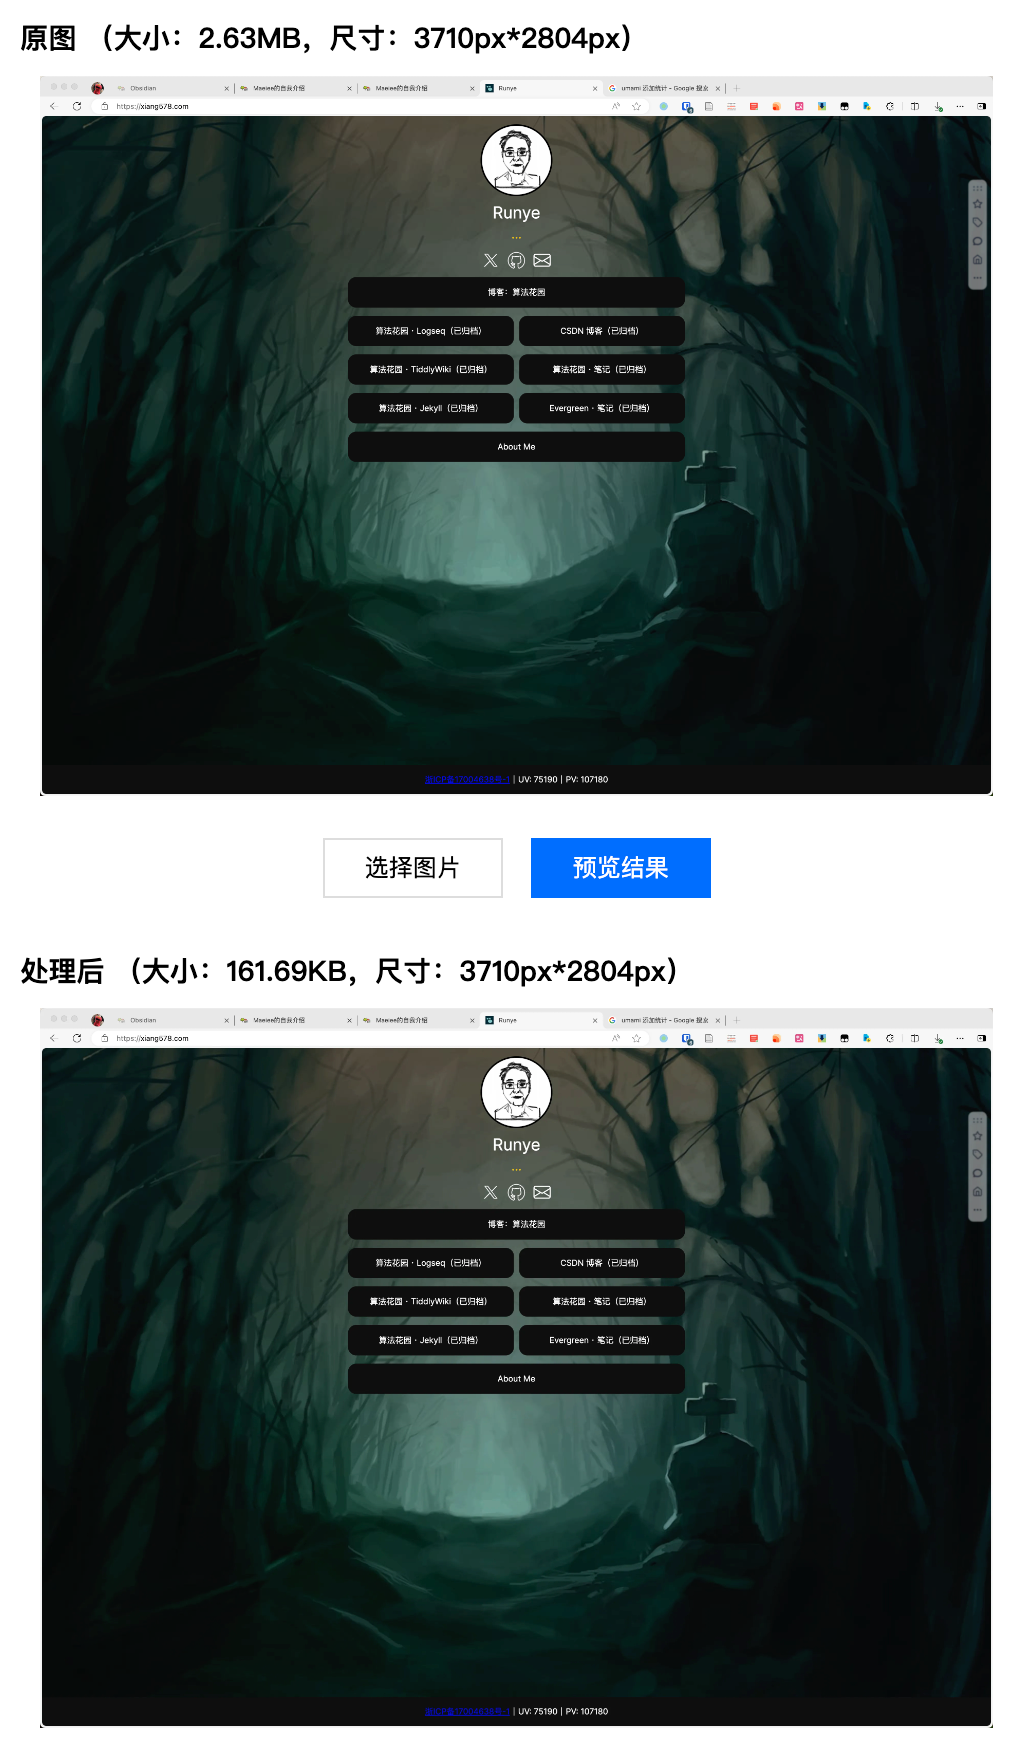 原图 （大小：2.63MB，尺寸：3710px*2804px）
Obsidian
Maeiee的自我介绍
Maeiee的自我介绍
Runye
umami 添加统计 - Google 搜索
https://xiang578.com
Runye
博客：算法花园
算法花园 · Logseq（已归档）
CSDN 博客（已归档）
算法花园 · TiddlyWiki（已归档）
算法花园 · 笔记（已归档）
算法花园 · Jekyll（已归档）
Evergreen · 笔记（已归档）
About Me
| UV: 75190 | PV: 107180
选择图片
预览结果
处理后 （大小：161.69KB，尺寸：3710px*2804px）
Obsidian
Maeiee的自我介绍
Maeiee的自我介绍
Runye
umami 添加统计 - Google 搜索
https://xiang578.com
Runye
博客：算法花园
算法花园 · Logseq（已归档）
CSDN 博客（已归档）
算法花园 · TiddlyWiki（已归档）
算法花园 · 笔记（已归档）
算法花园 · Jekyll（已归档）
Evergreen · 笔记（已归档）
About Me
| UV: 75190 | PV: 107180